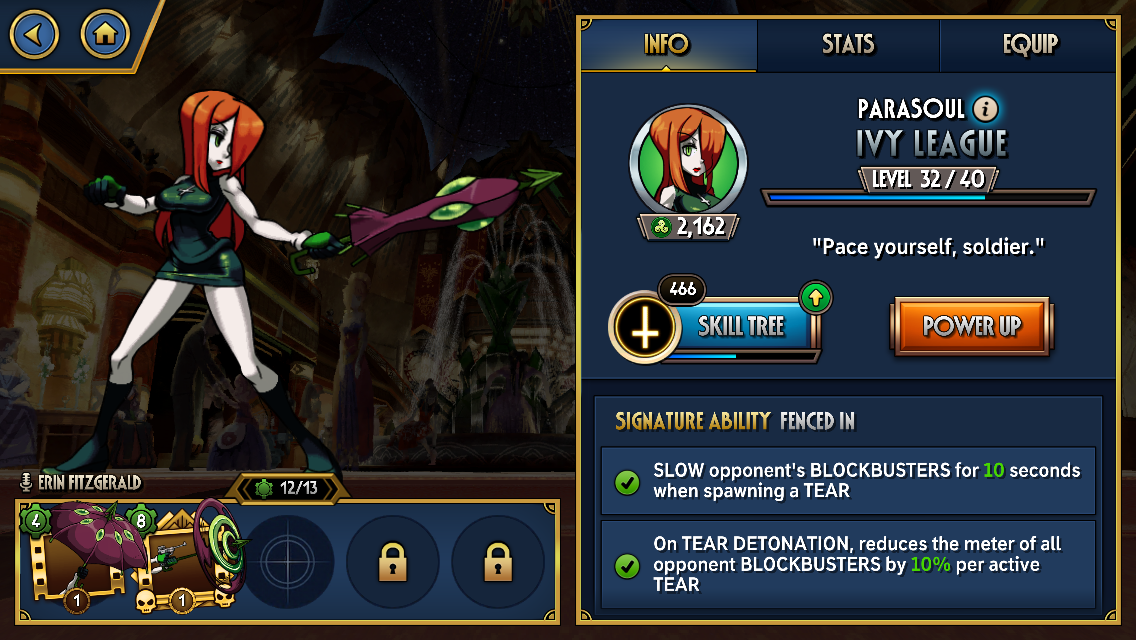 INFO
STATS
EQUIP
PARASOUL i
IVY LEAGUE
LEVEL 32 / 40
2,162
"Pace yourself, soldier."
466
SKILL TREE
POWER UP
SIGNATURE ABILITY FENCED IN
SLOW opponent's BLOCKBUSTERS for 10 seconds
when spawning a TEAR
On TEAR DETONATION, reduces the meter of all
opponent BLOCKBUSTERS by 10% per active
TEAR
ERIN FITZGERALD
12/13
4
8
1
1